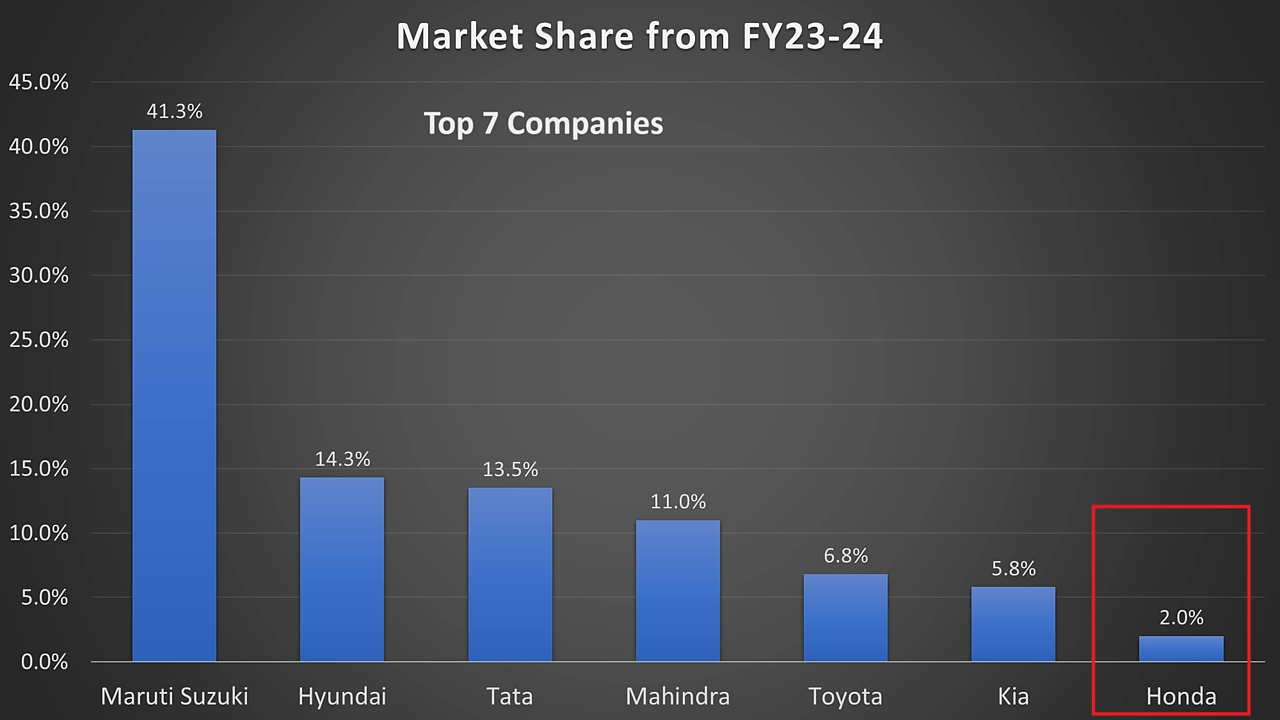 Market Share from FY23-24
Top 7 Companies
45.0%
40.0%
35.0%
30.0%
25.0%
20.0%
15.0%
10.0%
5.0%
0.0%
41.3%
14.3%
13.5%
11.0%
6.8%
5.8%
2.0%
Maruti Suzuki
Hyundai
Tata
Mahindra
Toyota
Kia
Honda